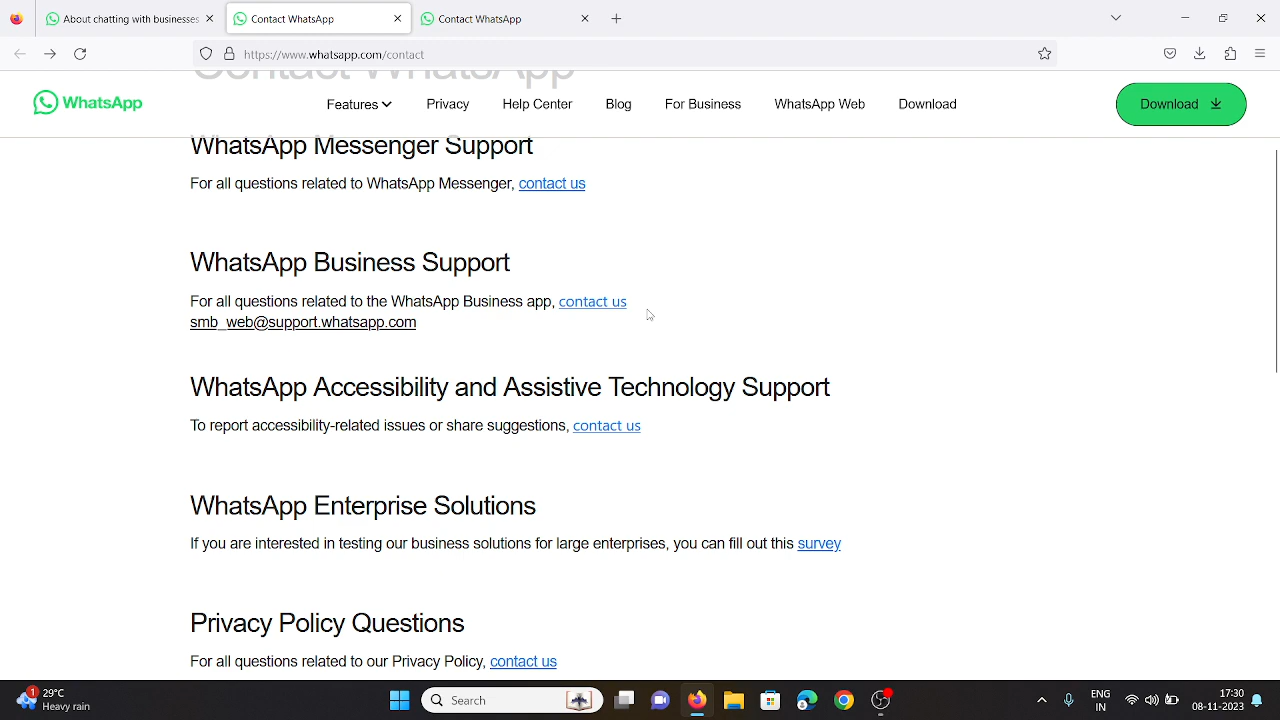 About chatting with businesses
Contact WhatsApp
Contact WhatsApp
https://www.whatsapp.com/contact
Contact WhatsApp
WhatsApp
Features
Privacy
Help Center
Blog
For Business
WhatsApp Web
Download
Download
WhatsApp Messenger Support
For all questions related to WhatsApp Messenger, contact us
WhatsApp Business Support
For all questions related to the WhatsApp Business app, contact us
smb_web@support.whatsapp.com
WhatsApp Accessibility and Assistive Technology Support
To report accessibility-related issues or share suggestions, contact us
WhatsApp Enterprise Solutions
If you are interested in testing our business solutions for large enterprises, you can fill out this survey
Privacy Policy Questions
For all questions related to our Privacy Policy, contact us
1
29°C
Heavy rain
Search
ENG
IN
17:30
08-11-2023